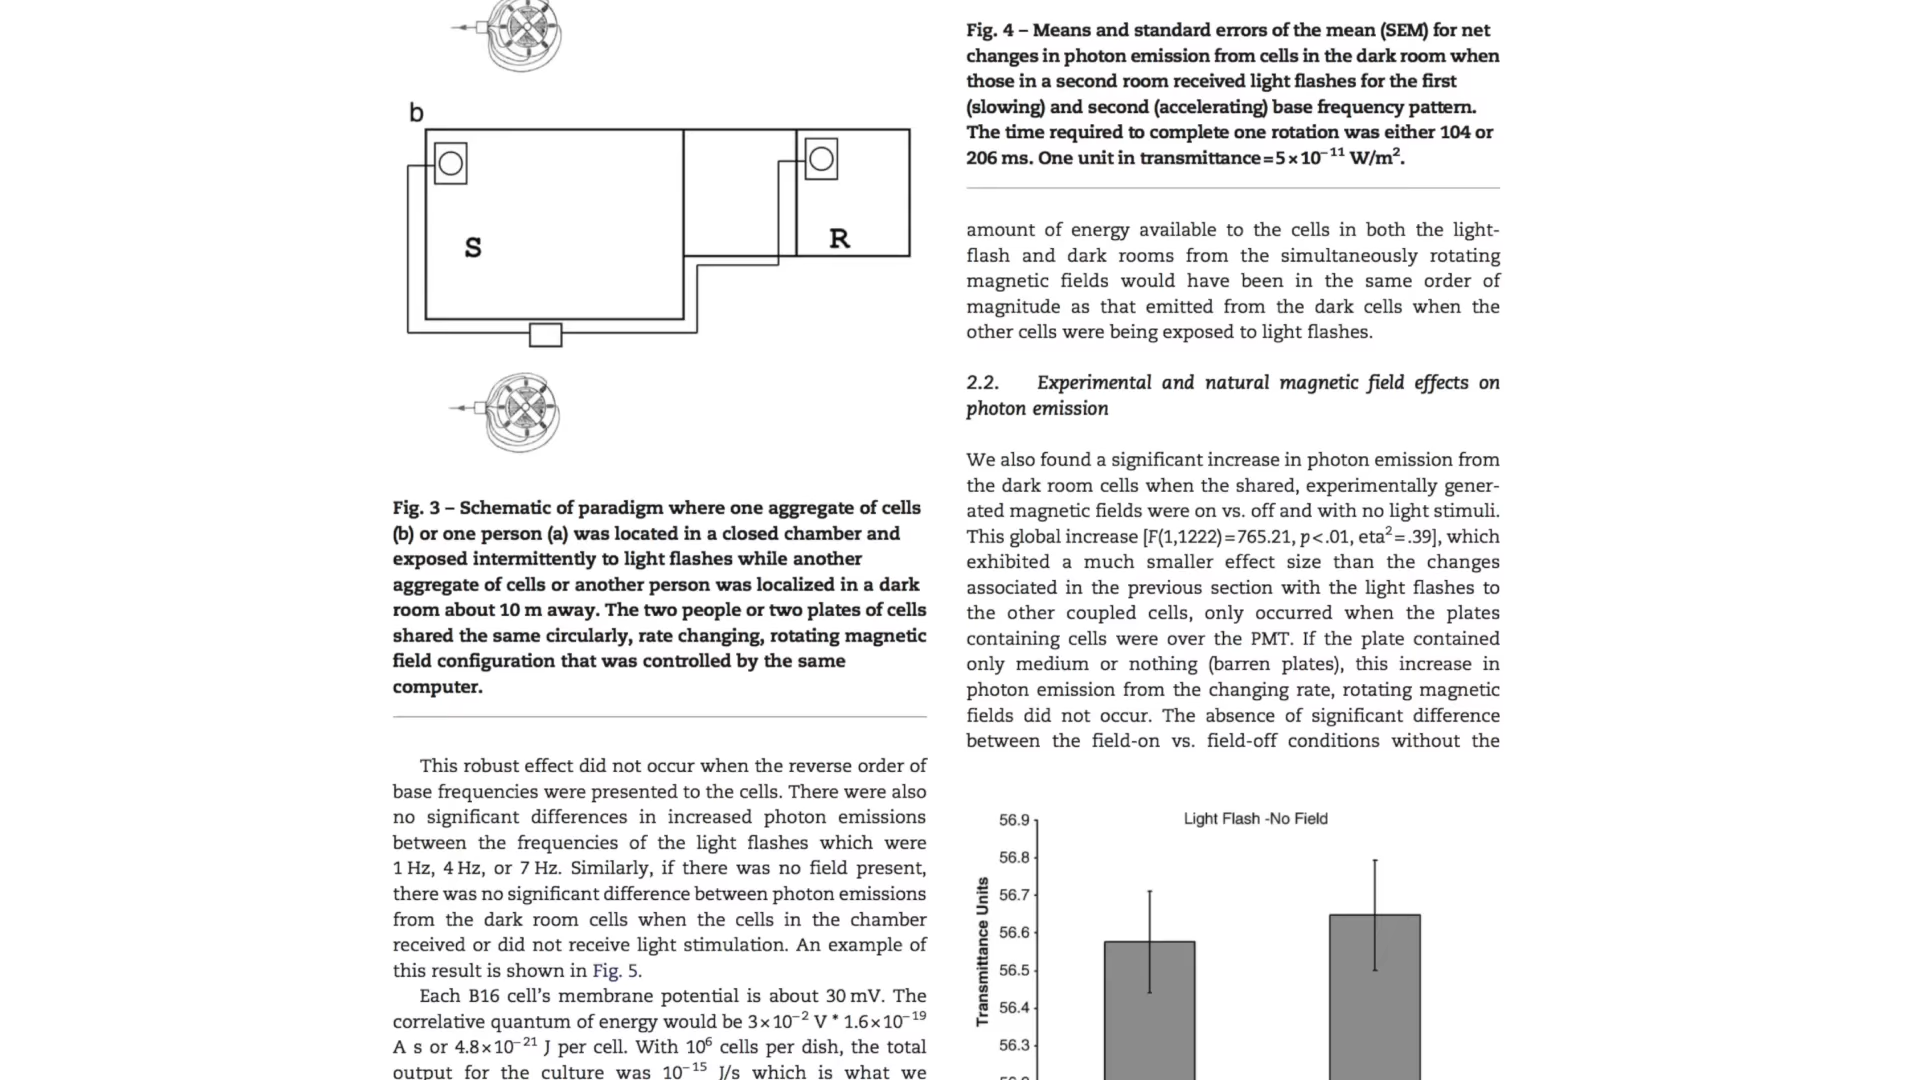 b
S
R
Fig. 3 – Schematic of paradigm where one aggregate of cells
(b) or one person (a) was located in a closed chamber and
exposed intermittently to light flashes while another
aggregate of cells or another person was localized in a dark
room about 10 m away. The two people or two plates of cells
shared the same circularly, rate changing, rotating magnetic
field configuration that was controlled by the same
computer.
This robust effect did not occur when the reverse order of
base frequencies were presented to the cells. There were also
no significant differences in increased photon emissions
between the frequencies of the light flashes which were
1 Hz, 4 Hz, or 7 Hz. Similarly, if there was no field present,
there was no significant difference between photon emissions
from the dark room cells when the cells in the chamber
received or did not receive light stimulation. An example of
this result is shown in Fig. 5.
Each B16 cell's membrane potential is about 30 mV. The
correlative quantum of energy would be 3×10⁻² V * 1.6×10⁻¹⁹
A s or 4.8×10⁻²¹ J per cell. With 10⁶ cells per dish, the total
output for the culture was 10⁻¹⁵ J/s which is what we
Fig. 4 – Means and standard errors of the mean (SEM) for net
changes in photon emission from cells in the dark room when
those in a second room received light flashes for the first
(slowing) and second (accelerating) base frequency pattern.
The time required to complete one rotation was either 104 or
206 ms. One unit in transmittance=5×10⁻¹¹ W/m².
amount of energy available to the cells in both the light-
flash and dark rooms from the simultaneously rotating
magnetic fields would have been in the same order of
magnitude as that emitted from the dark cells when the
other cells were being exposed to light flashes.
2.2. Experimental and natural magnetic field effects on
photon emission
We also found a significant increase in photon emission from
the dark room cells when the shared, experimentally gener-
ated magnetic fields were on vs. off and with no light stimuli.
This global increase [F(1,1222)=765.21, p<.01, eta²=.39], which
exhibited a much smaller effect size than the changes
associated in the previous section with the light flashes to
the other coupled cells, only occurred when the plates
containing cells were over the PMT. If the plate contained
only medium or nothing (barren plates), this increase in
photon emission from the changing rate, rotating magnetic
fields did not occur. The absence of significant difference
between the field-on vs. field-off conditions without the
Light Flash -No Field
Transmittance Units
56.9
56.8
56.7
56.6
56.5
56.4
56.3